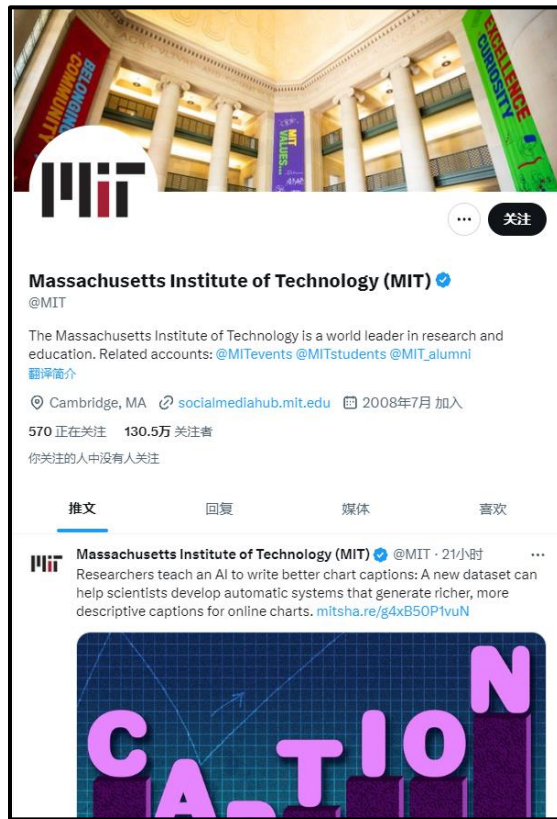 BELONGING
COMMUNITY
MIT
VALUES
EXCELLENCE
CURIOSITY
MIT
关注
Massachusetts Institute of Technology (MIT)
@MIT
The Massachusetts Institute of Technology is a world leader in research and
education. Related accounts: @MITevents @MITstudents @MIT_alumni
翻译简介
Cambridge, MA socialmediahub.mit.edu 2008年7月 加入
570 正在关注 130.5万 关注者
你关注的人中没有人关注
推文 回复 媒体 喜欢
MIT Massachusetts Institute of Technology (MIT) @MIT · 21小时
Researchers teach an AI to write better chart captions: A new dataset can
help scientists develop automatic systems that generate richer, more
descriptive captions for online charts. mitsha.re/g4xB50P1vuN
CAPTION